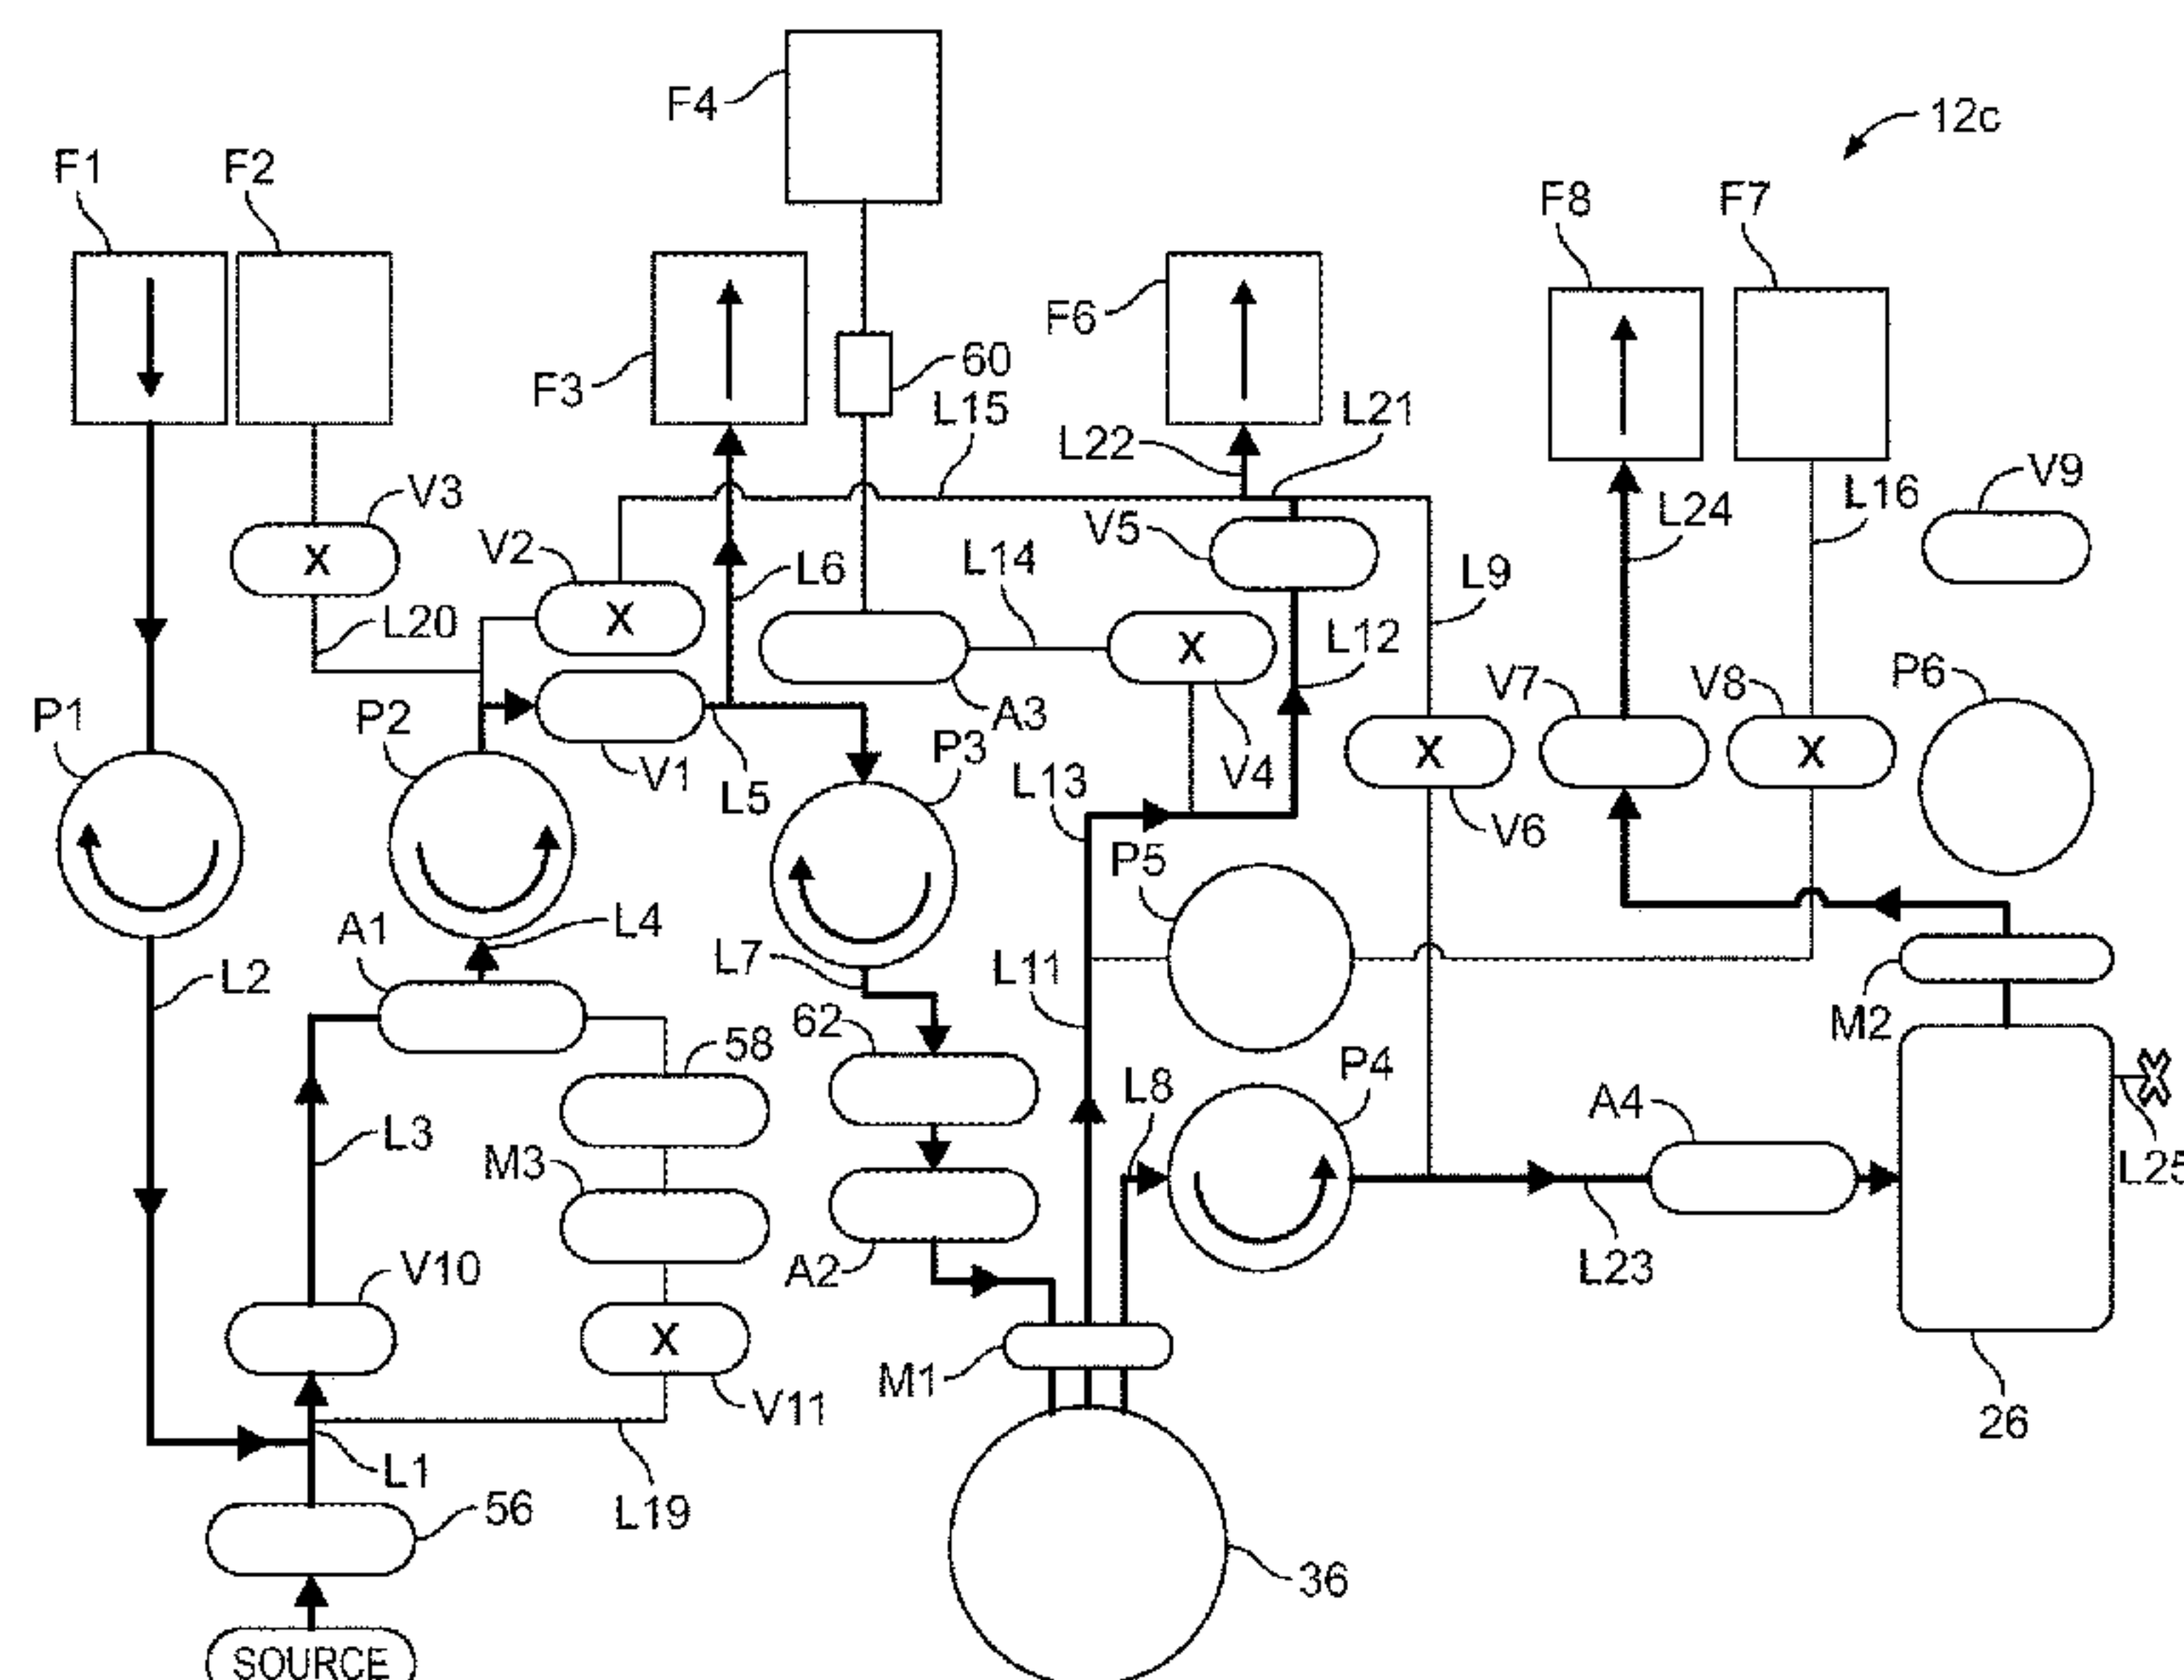 F4
12c
F1
F2
F8
F7
F3
60
F6
L15
L21
L22
V3
V2
L6
L14
V5
L24
L16
V9
L9
L20
X
X
X
L12
P1
P2
V1
L5
A3
P3
V4
L13
V7
V8
P6
X
X
V6
P5
A1
L4
L2
L7
62
L11
M2
58
L8
P4
A4
L3
M3
L25
V10
A2
L23
X
M1
V11
26
L1
L19
56
36
SOURCE